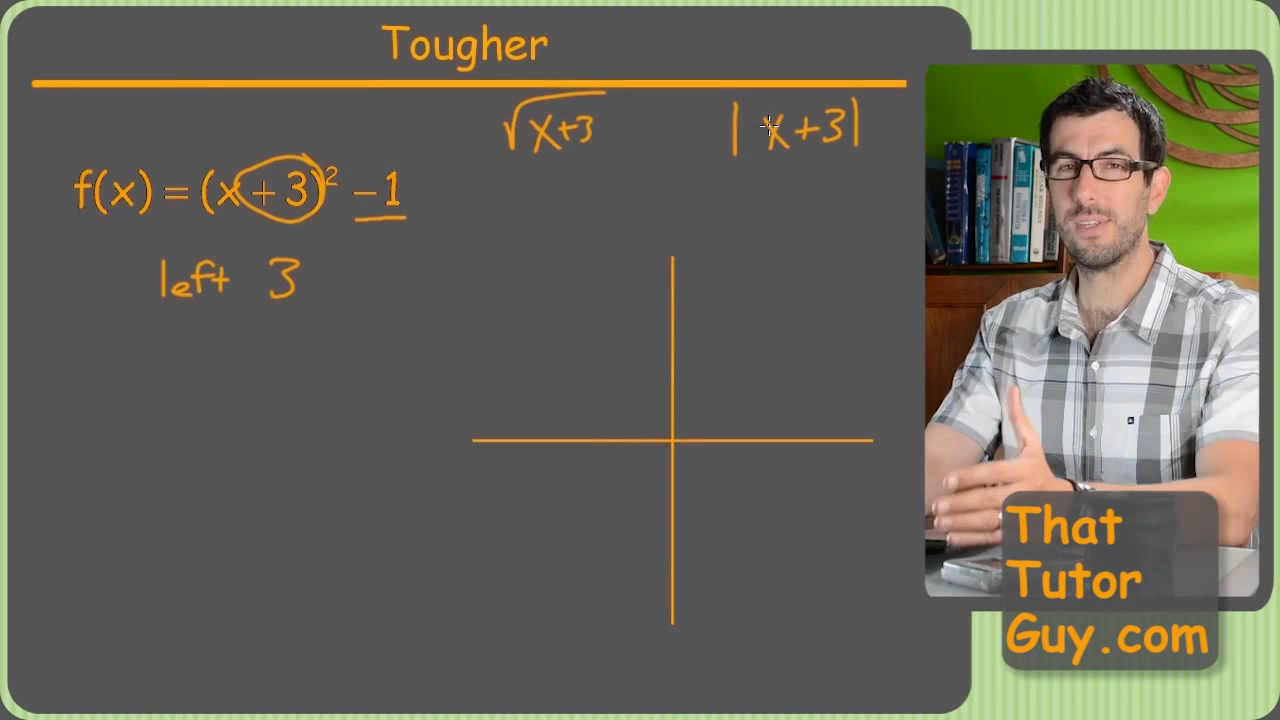 Tougher
√x+3 |x+3|
f(x) = (x + 3)² – 1
left 3
That
Tutor
Guy.com